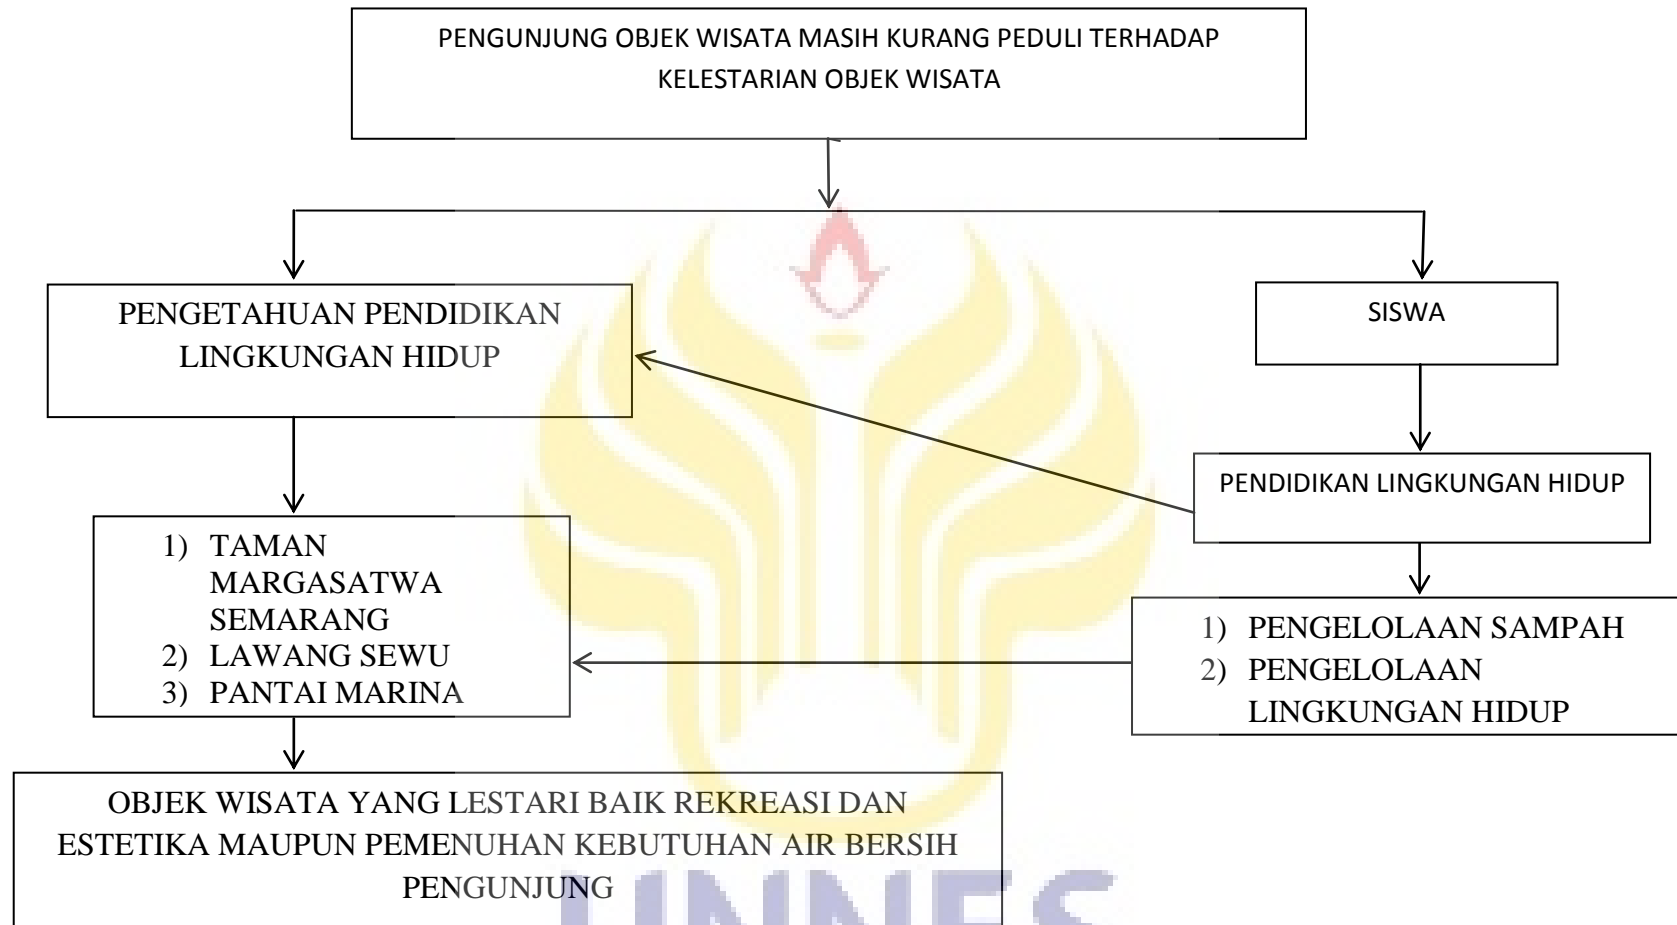 PENGUNJUNG OBJEK WISATA MASIH KURANG PEDULI TERHADAP
KELESTARIAN OBJEK WISATA
PENGETAHUAN PENDIDIKAN
LINGKUNGAN HIDUP
SISWA
PENDIDIKAN LINGKUNGAN HIDUP
1) TAMAN
MARGASATWA
SEMARANG
2) LAWANG SEWU
3) PANTAI MARINA
1) PENGELOLAAN SAMPAH
2) PENGELOLAAN
LINGKUNGAN HIDUP
OBJEK WISATA YANG LESTARI BAIK REKREASI DAN
ESTETIKA MAUPUN PEMENUHAN KEBUTUHAN AIR BERSIH
PENGUNJUNG
UNNES